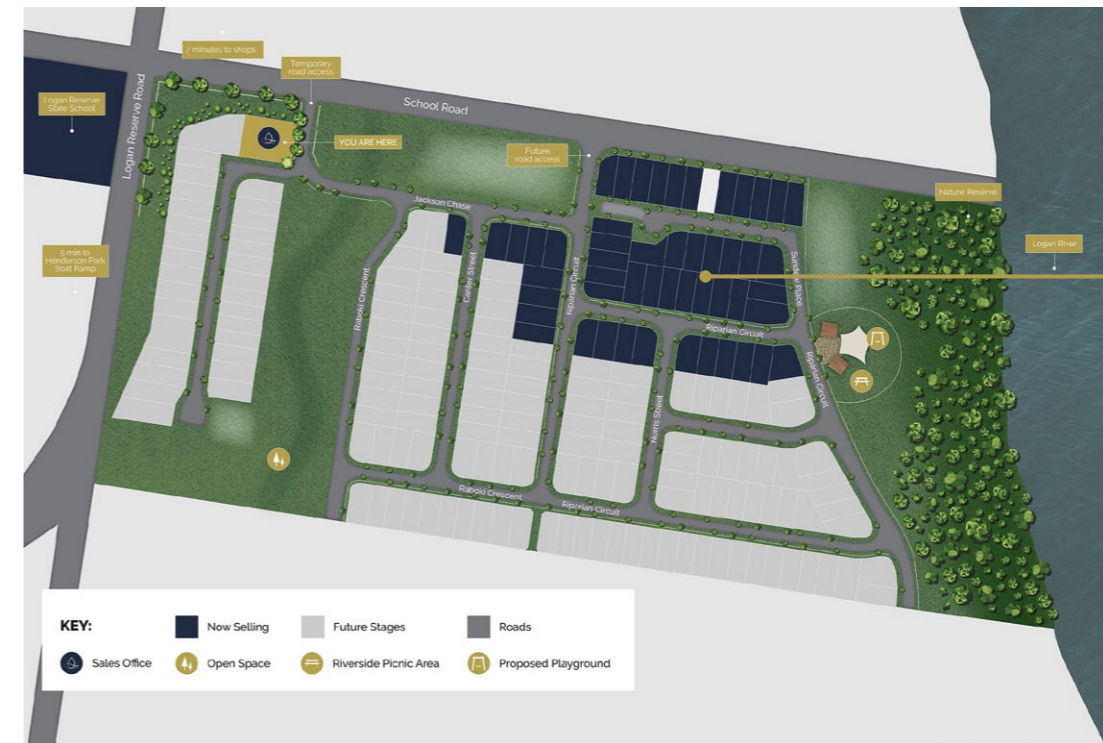 7 minutes to shops
Temporary
road access
School Road
Logan Reserve
State School
Logan Reserve Road
YOU ARE HERE
Future
road access
Nature Reserve
Logan River
5 min to
Henderson Park
Boat Ramp
Jackson Chase
Raboki Crescent
Carter Street
Riparian Circuit
Sundew Place
Riparian Circuit
Riparian Circuit
Norris Street
Raboki Crescent
Riparian Circuit
KEY:
Now Selling
Future Stages
Roads
Sales Office
Open Space
Riverside Picnic Area
Proposed Playground